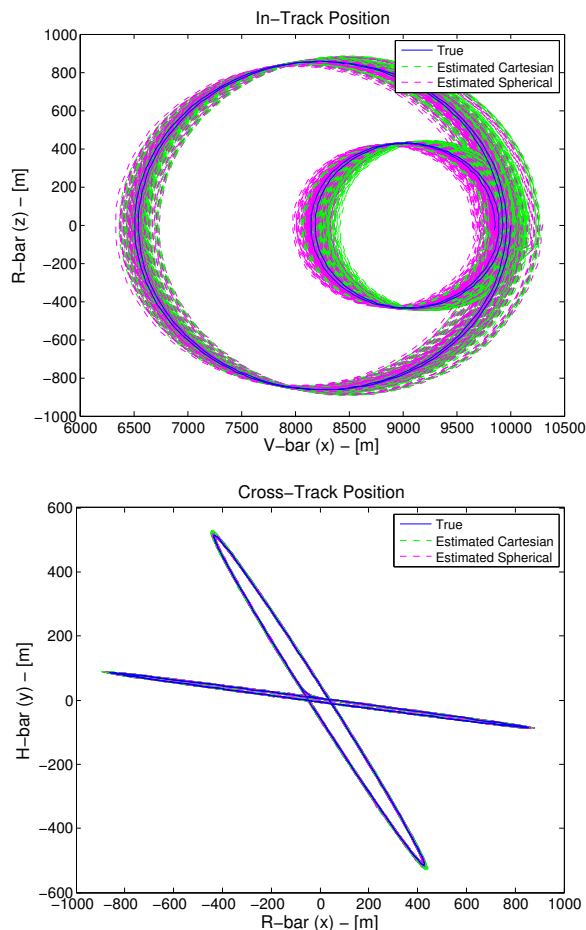 In−Track Position
True
Estimated Cartesian
Estimated Spherical
1000
800
600
400
200
0
−200
−400
−600
−800
−1000
R−bar (z) − [m]
6000 6500 7000 7500 8000 8500 9000 9500 10000 10500
V−bar (x) − [m]
Cross−Track Position
True
Estimated Cartesian
Estimated Spherical
600
400
200
0
−200
−400
−600
H−bar (y) − [m]
−1000 −800 −600 −400 −200 0 200 400 600 800 1000
R−bar (x) − [m]